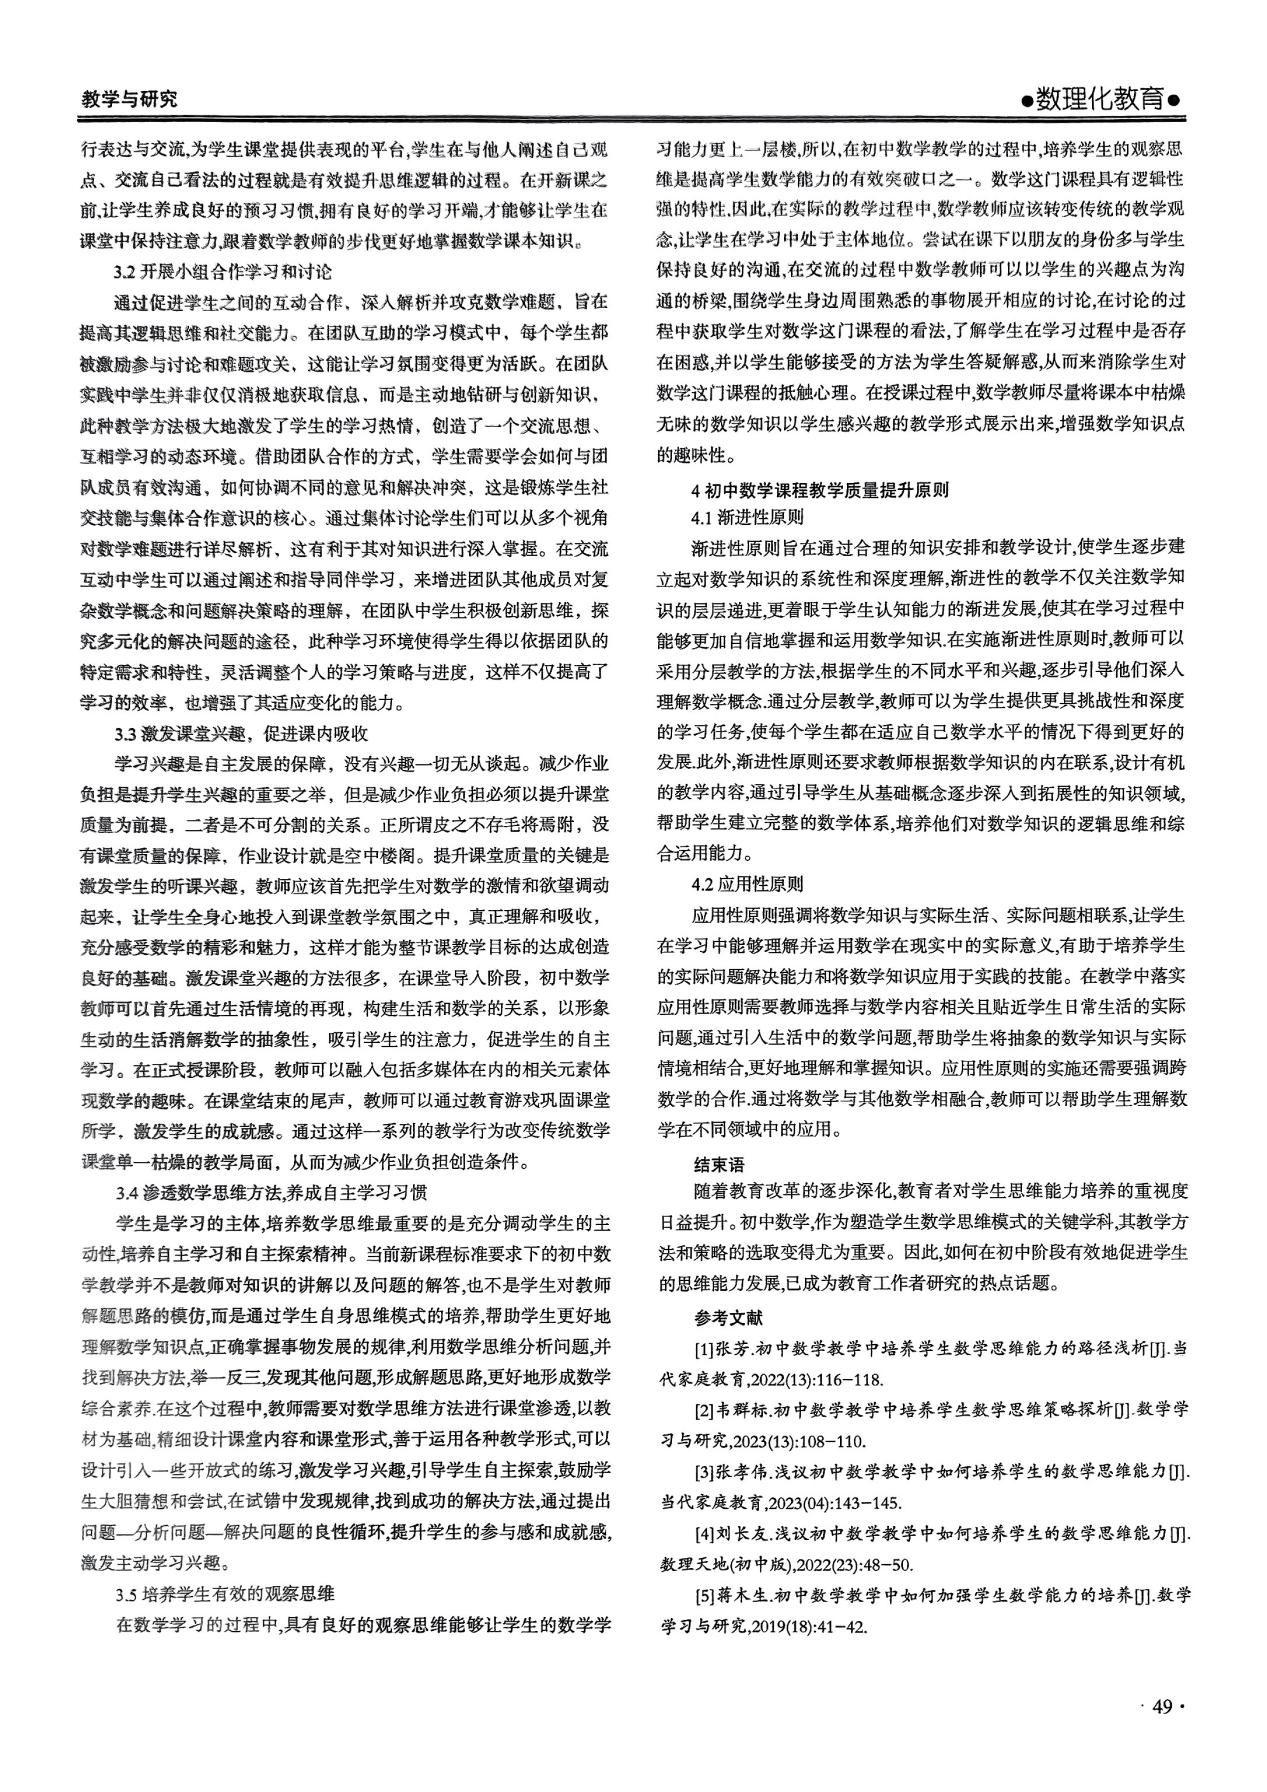 教学与研究
●数理化教育●
行表达与交流,为学生课堂提供表现的平台,学生在与他人阐述自己观
点、交流自己看法的过程就是有效提升思维逻辑的过程。在开新课之
前,让学生养成良好的预习习惯,拥有良好的学习开端,才能够让学生在
课堂中保持注意力,跟着数学教师的步伐更好地掌握数学课本知识。
3.2 开展小组合作学习和讨论
通过促进学生之间的互动合作，深入解析并攻克数学难题，旨在
提高其逻辑思维和社交能力。在团队互助的学习模式中，每个学生都
被激励参与讨论和难题攻关，这能让学习氛围变得更为活跃。在团队
实践中学生并非仅仅消极地获取信息，而是主动地钻研与创新知识，
此种教学方法极大地激发了学生的学习热情，创造了一个交流思想、
互相学习的动态环境。借助团队合作的方式，学生需要学会如何与团
队成员有效沟通，如何协调不同的意见和解决冲突，这是锻炼学生社
交技能与集体合作意识的核心。通过集体讨论学生们可以从多个视角
对数学难题进行详尽解析，这有利于其对知识进行深入掌握。在交流
互动中学生可以通过阐述和指导同伴学习，来增进团队其他成员对复
杂数学概念和问题解决策略的理解，在团队中学生积极创新思维，探
究多元化的解决问题的途径，此种学习环境使得学生得以依据团队的
特定需求和特性，灵活调整个人的学习策略与进度，这样不仅提高了
学习的效率，也增强了其适应变化的能力。
3.3 激发课堂兴趣，促进课内吸收
学习兴趣是自主发展的保障，没有兴趣一切无从谈起。减少作业
负担是提升学生兴趣的重要之举，但是减少作业负担必须以提升课堂
质量为前提，二者是不可分割的关系。正所谓皮之不存毛将焉附，没
有课堂质量的保障，作业设计就是空中楼阁。提升课堂质量的关键是
激发学生的听课兴趣，教师应该首先把学生对数学的激情和欲望调动
起来，让学生全身心地投入到课堂教学氛围之中，真正理解和吸收，
充分感受数学的精彩和魅力，这样才能为整节课教学目标的达成创造
良好的基础。激发课堂兴趣的方法很多，在课堂导入阶段，初中数学
教师可以首先通过生活情境的再现，构建生活和数学的关系，以形象
生动的生活消解数学的抽象性，吸引学生的注意力，促进学生的自主
学习。在正式授课阶段，教师可以融入包括多媒体在内的相关元素体
现数学的趣味。在课堂结束的尾声，教师可以通过教育游戏巩固课堂
所学，激发学生的成就感。通过这样一系列的教学行为改变传统数学
课堂单一枯燥的教学局面，从而为减少作业负担创造条件。
3.4 渗透数学思维方法,养成自主学习习惯
学生是学习的主体,培养数学思维最重要的是充分调动学生的主
动性,培养自主学习和自主探索精神。当前新课程标准要求下的初中数
学教学并不是教师对知识的讲解以及问题的解答,也不是学生对教师
解题思路的模仿,而是通过学生自身思维模式的培养,帮助学生更好地
理解数学知识点,正确掌握事物发展的规律,利用数学思维分析问题,并
找到解决方法,举一反三,发现其他问题,形成解题思路,更好地形成数学
综合素养.在这个过程中,教师需要对数学思维方法进行课堂渗透,以教
材为基础,精细设计课堂内容和课堂形式,善于运用各种教学形式,可以
设计引入一些开放式的练习,激发学习兴趣,引导学生自主探索,鼓励学
生大胆猜想和尝试,在试错中发现规律,找到成功的解决方法,通过提出
问题—分析问题—解决问题的良性循环,提升学生的参与感和成就感,
激发主动学习兴趣。
3.5 培养学生有效的观察思维
在数学学习的过程中,具有良好的观察思维能够让学生的数学学
习能力更上一层楼,所以,在初中数学教学的过程中,培养学生的观察思
维是提高学生数学能力的有效突破口之一。数学这门课程具有逻辑性
强的特性,因此,在实际的教学过程中,数学教师应该转变传统的教学观
念,让学生在学习中处于主体地位。尝试在课下以朋友的身份多与学生
保持良好的沟通,在交流的过程中数学教师可以以学生的兴趣点为沟
通的桥梁,围绕学生身边周围熟悉的事物展开相应的讨论,在讨论的过
程中获取学生对数学这门课程的看法,了解学生在学习过程中是否存
在困惑,并以学生能够接受的方法为学生答疑解惑,从而来消除学生对
数学这门课程的抵触心理。在授课过程中,数学教师尽量将课本中枯燥
无味的数学知识以学生感兴趣的教学形式展示出来,增强数学知识点
的趣味性。
4 初中数学课程教学质量提升原则
4.1 渐进性原则
渐进性原则旨在通过合理的知识安排和教学设计,使学生逐步建
立起对数学知识的系统性和深度理解,渐进性的教学不仅关注数学知
识的层层递进,更着眼于学生认知能力的渐进发展,使其在学习过程中
能够更加自信地掌握和运用数学知识.在实施渐进性原则时,教师可以
采用分层教学的方法,根据学生的不同水平和兴趣,逐步引导他们深入
理解数学概念.通过分层教学,教师可以为学生提供更具挑战性和深度
的学习任务,使每个学生都在适应自己数学水平的情况下得到更好的
发展.此外,渐进性原则还要求教师根据数学知识的内在联系,设计有机
的教学内容,通过引导学生从基础概念逐步深入到拓展性的知识领域,
帮助学生建立完整的数学体系,培养他们对数学知识的逻辑思维和综
合运用能力。
4.2 应用性原则
应用性原则强调将数学知识与实际生活、实际问题相联系,让学生
在学习中能够理解并运用数学在现实中的实际意义,有助于培养学生
的实际问题解决能力和将数学知识应用于实践的技能。在教学中落实
应用性原则需要教师选择与数学内容相关且贴近学生日常生活的实际
问题,通过引入生活中的数学问题,帮助学生将抽象的数学知识与实际
情境相结合,更好地理解和掌握知识。应用性原则的实施还需要强调跨
数学的合作.通过将数学与其他数学相融合,教师可以帮助学生理解数
学在不同领域中的应用。
结束语
随着教育改革的逐步深化,教育者对学生思维能力培养的重视度
日益提升。初中数学,作为塑造学生数学思维模式的关键学科,其教学方
法和策略的选取变得尤为重要。因此,如何在初中阶段有效地促进学生
的思维能力发展,已成为教育工作者研究的热点话题。
参考文献
[1]张芳.初中数学教学中培养学生数学思维能力的路径浅析[J].当
代家庭教育,2022(13):116-118.
[2]韦群标.初中数学教学中培养学生数学思维策略探析[J].数学学
习与研究,2023(13):108-110.
[3]张孝伟.浅议初中数学教学中如何培养学生的数学思维能力[J].
当代家庭教育,2023(04):143-145.
[4]刘长友.浅议初中数学教学中如何培养学生的数学思维能力[J].
数理天地(初中版),2022(23):48-50.
[5]蒋木生.初中数学教学中如何加强学生数学能力的培养[J].数学
学习与研究,2019(18):41-42.
· 49 ·